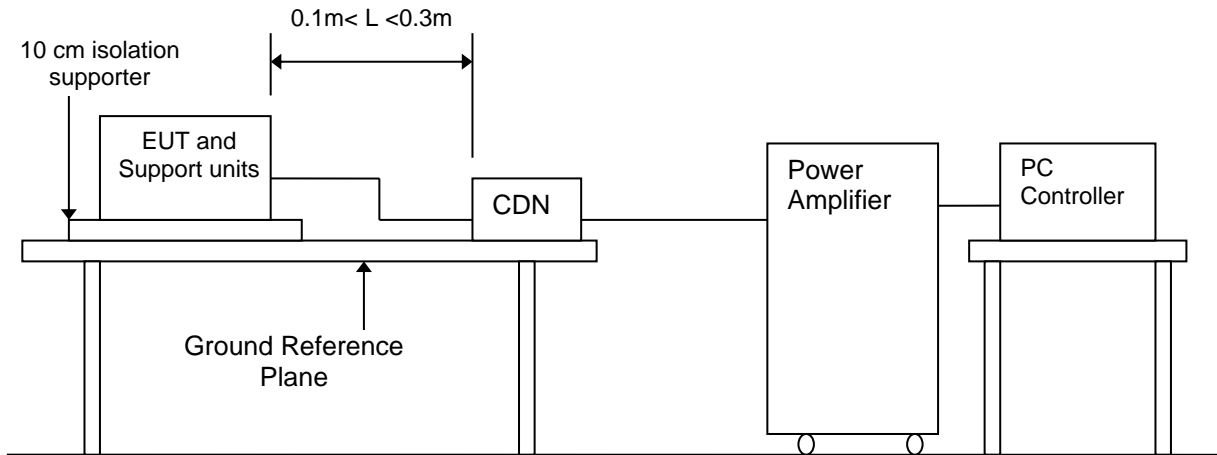 0.1m< L <0.3m
10 cm isolation
supporter
EUT and
Support units
CDN
Power
Amplifier
PC
Controller
Ground Reference
Plane